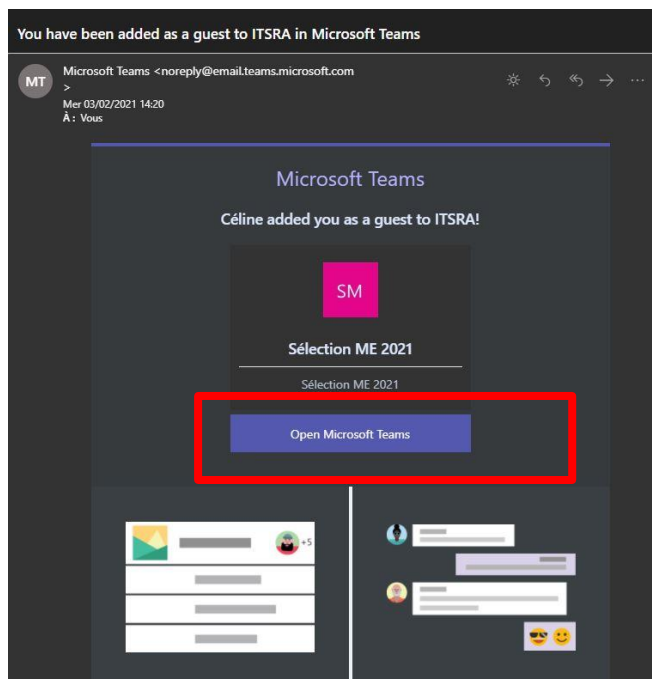 You have been added as a guest to ITSRA in Microsoft Teams
MT
Microsoft Teams <noreply@email.teams.microsoft.com
>
Mer 03/02/2021 14:20
À : Vous
Microsoft Teams
Céline added you as a guest to ITSRA!
SM
Sélection ME 2021
Sélection ME 2021
Open Microsoft Teams
+5